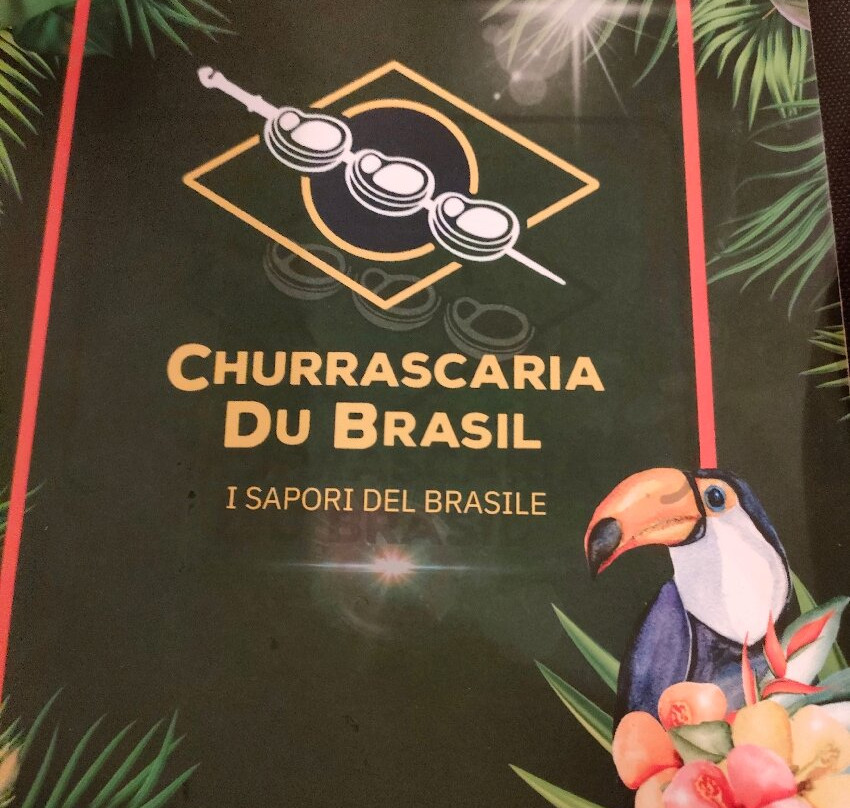 CHURRASCARIA
DU BRASIL
I SAPORI DEL BRASILE